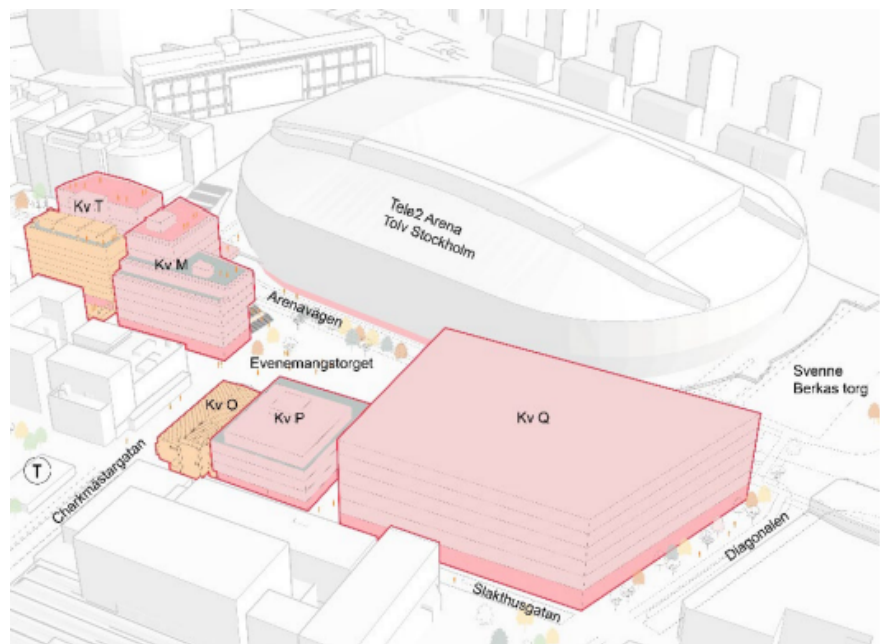 Kv T
Tele2 Arena
Tolv Stockholm
Kv M
Arenavägen
Evenemangstorget
Svenne
Berkas torg
Kv O
Kv P
Kv Q
T
Charkmästargatan
Diagonalen
Slakthusgatan